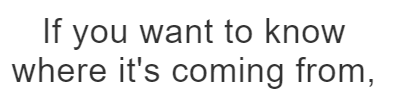 If you want to know
where it's coming from,